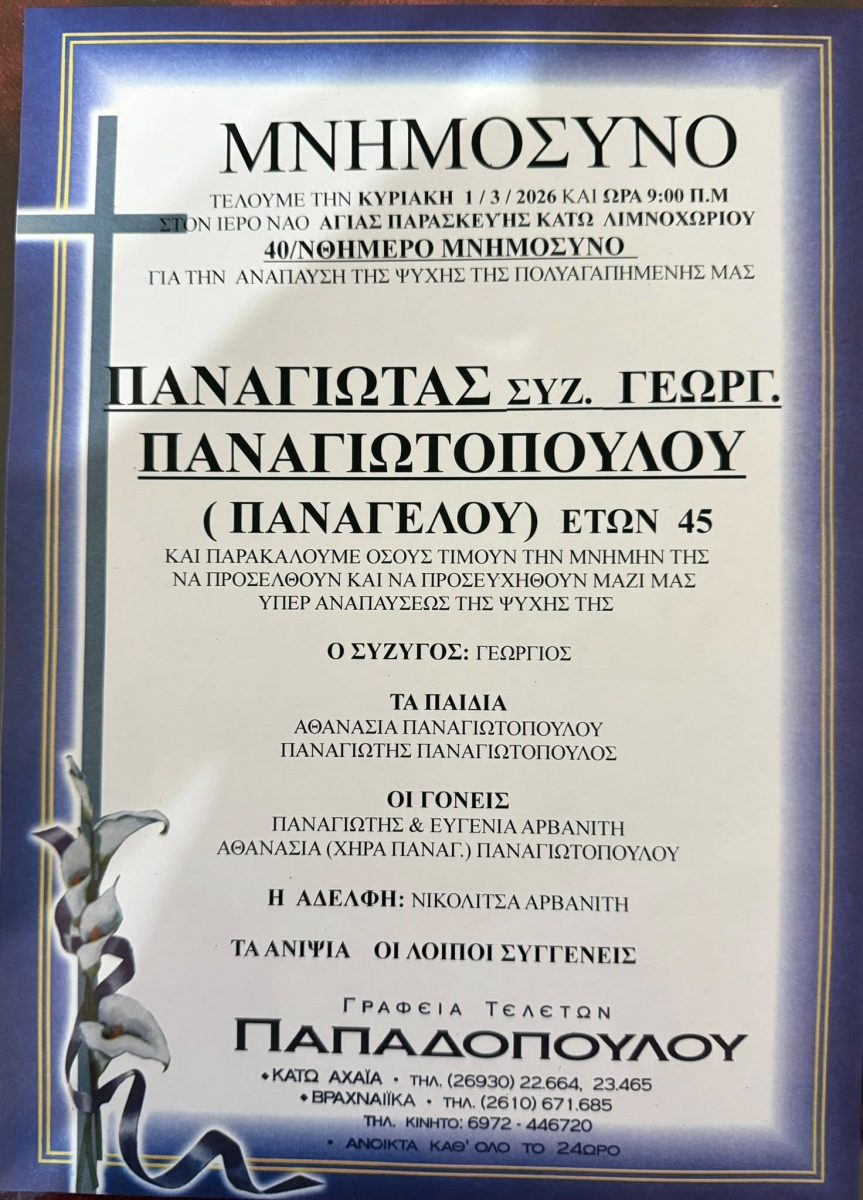 ΜΝΗΜΟΣΥΝΟ
ΤΕΛΟΥΜΕ ΤΗΝ ΚΥΡΙΑΚΗ 1 / 3 / 2026 ΚΑΙ ΩΡΑ 9:00 Π.Μ
ΣΤΟΝ ΙΕΡΟ ΝΑΟ ΑΓΙΑΣ ΠΑΡΑΣΚΕΥΉΣ ΚΑΤΩ ΛΙΜΝΟΧΩΡΙΟΥ
40/ΝΘΗΜΕΡΟ ΜΝΗΜΟΣΥΝΟ
ΓΙΑ ΤΗΝ ΑΝΑΠΑΥΣΗ ΤΗΣ ΨΥΧΗΣ ΤΗΣ ΠΟΛΥΑΓΑΠΗΜΕΝΗΣ ΜΑΣ
ΠΑΝΑΓΙΩΤΑΣ ΣΥΖ. ΓΕΩΡΓ.
ΠΑΝΑΓΙΩΤΟΠΟΥΛΟΥ
( ΠΑΝΑΓΕΛΟΥ) ΕΤΩΝ 45
ΚΑΙ ΠΑΡΑΚΑΛΟΥΜΕ ΟΣΟΥΣ ΤΙΜΟΥΝ ΤΗΝ ΜΝΗΜΗΝ ΤΗΣ
ΝΑ ΠΡΟΣΕΛΘΟΥΝ ΚΑΙ ΝΑ ΠΡΟΣΕΥΧΗΘΟΥΝ ΜΑΖΙ ΜΑΣ
ΥΠΕΡ ΑΝΑΠΑΥΣΕΩΣ ΤΗΣ ΨΥΧΗΣ ΤΗΣ
Ο ΣΥΖΥΓΟΣ: ΓΕΩΡΓΙΟΣ
ΤΑ ΠΑΙΔΙΑ
ΑΘΑΝΑΣΙΑ ΠΑΝΑΓΙΩΤΟΠΟΥΛΟΥ
ΠΑΝΑΓΙΩΤΗΣ ΠΑΝΑΓΙΩΤΟΠΟΥΛΟΣ
ΟΙ ΓΟΝΕΙΣ
ΠΑΝΑΓΙΩΤΗΣ & ΕΥΓΕΝΙΑ ΑΡΒΑΝΙΤΗ
ΑΘΑΝΑΣΙΑ (ΧΗΡΑ ΠΑΝΑΓ.) ΠΑΝΑΓΙΩΤΟΠΟΥΛΟΥ
Η ΑΔΕΛΦΗ: ΝΙΚΟΛΙΤΣΑ ΑΡΒΑΝΙΤΗ
ΤΑ ΑΝΙΨΙΑ ΟΙ ΛΟΙΠΟΙ ΣΥΓΓΕΝΕΙΣ
ΓΡΑΦΕΙΑ ΤΕΛΕΤΩΝ
ΠΑΠΑΔΟΠΟΥΛΟΥ
• ΚΑΤΩ ΑΧΑΪΑ • ΤΗΛ. (26930) 22.664, 23.465
• ΒΡΑΧΝΑΙΪΚΑ • ΤΗΛ. (2610) 671.685
ΤΗΛ. ΚΙΝΗΤΟ: 6972 - 446720
• ΑΝΟΙΚΤΑ ΚΑΘ' ΟΛΟ ΤΟ 24ΩΡΟ